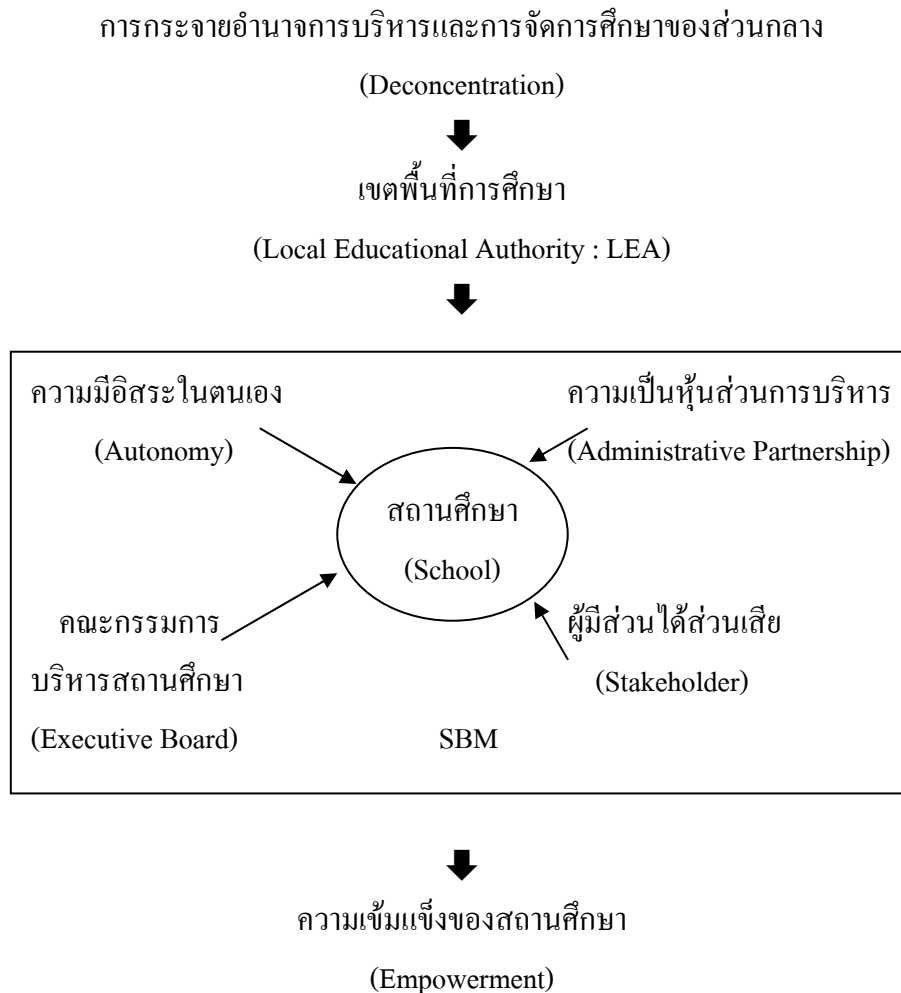 การกระจายอำนาจการบริหารและการจัดการศึกษาของส่วนกลาง
(Deconcentration)
เขตพื้นที่การศึกษา
(Local Educational Authority : LEA)
ความมีอิสระในตนเอง
(Autonomy)
ความเป็นหุ้นส่วนการบริหาร
(Administrative Partnership)
สถานศึกษา
(School)
คณะกรรมการ
บริหารสถานศึกษา
(Executive Board)
ผู้มีส่วนได้ส่วนเสีย
(Stakeholder)
SBM
ความเข้มแข็งของสถานศึกษา
(Empowerment)